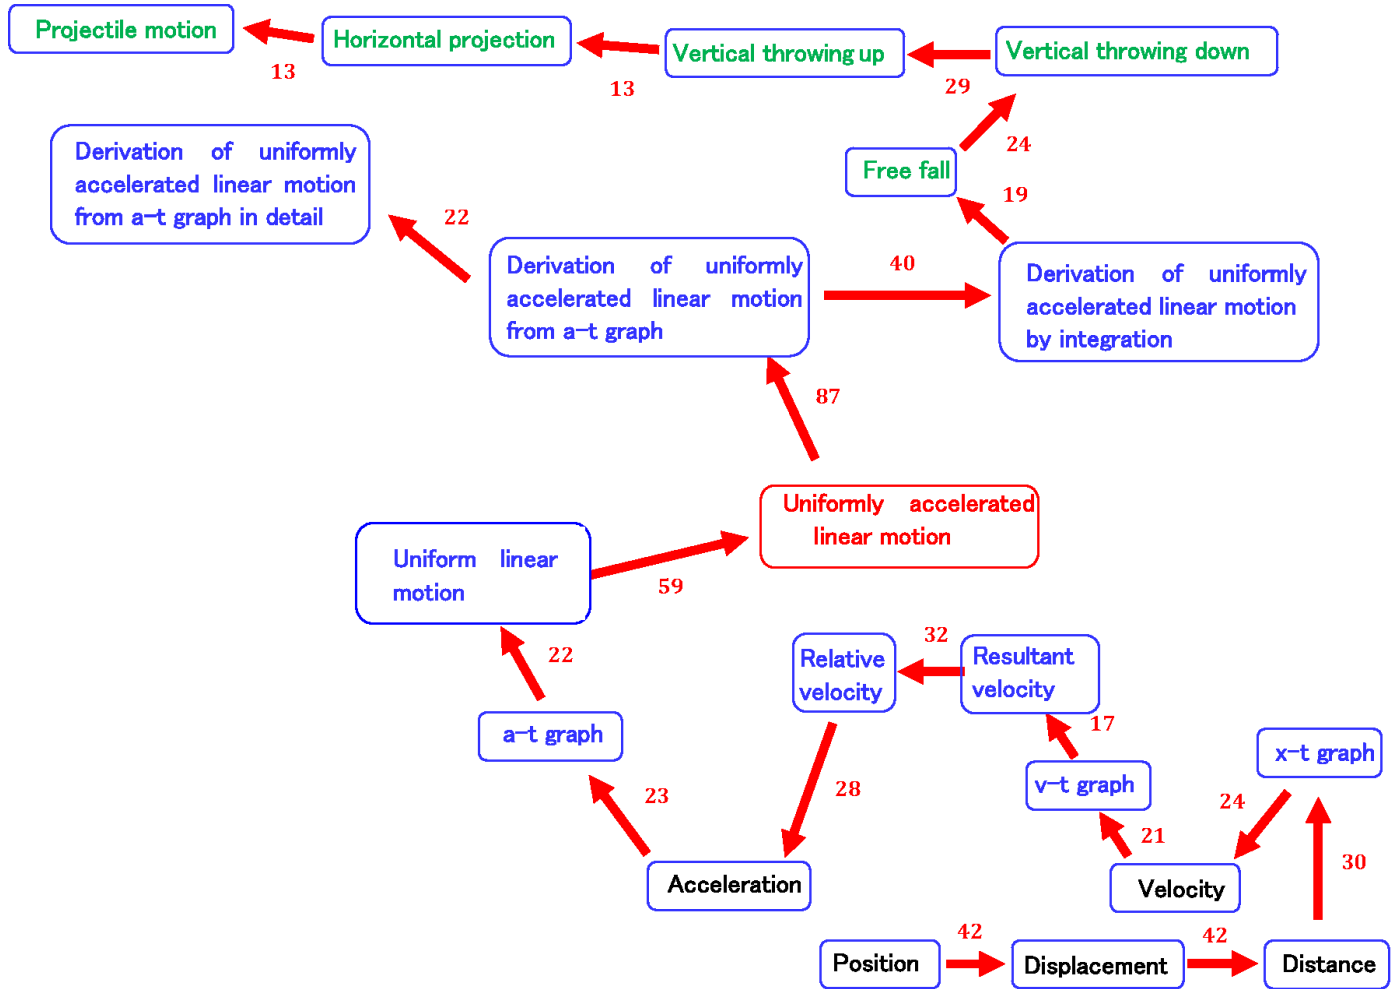 Projectile motion
13
Horizontal projection
13
Vertical throwing up
29
Vertical throwing down
24
Free fall
19
Derivation of uniformly
accelerated linear motion
from a-t graph in detail
22
Derivation of uniformly
accelerated linear motion
from a-t graph
40
Derivation of uniformly
accelerated linear motion
by integration
87
Uniformly accelerated
linear motion
Uniform linear
motion
59
22
a-t graph
23
Acceleration
28
Relative
velocity
32
Resultant
velocity
17
v-t graph
21
Velocity
24
x-t graph
30
Position
42
Displacement
42
Distance